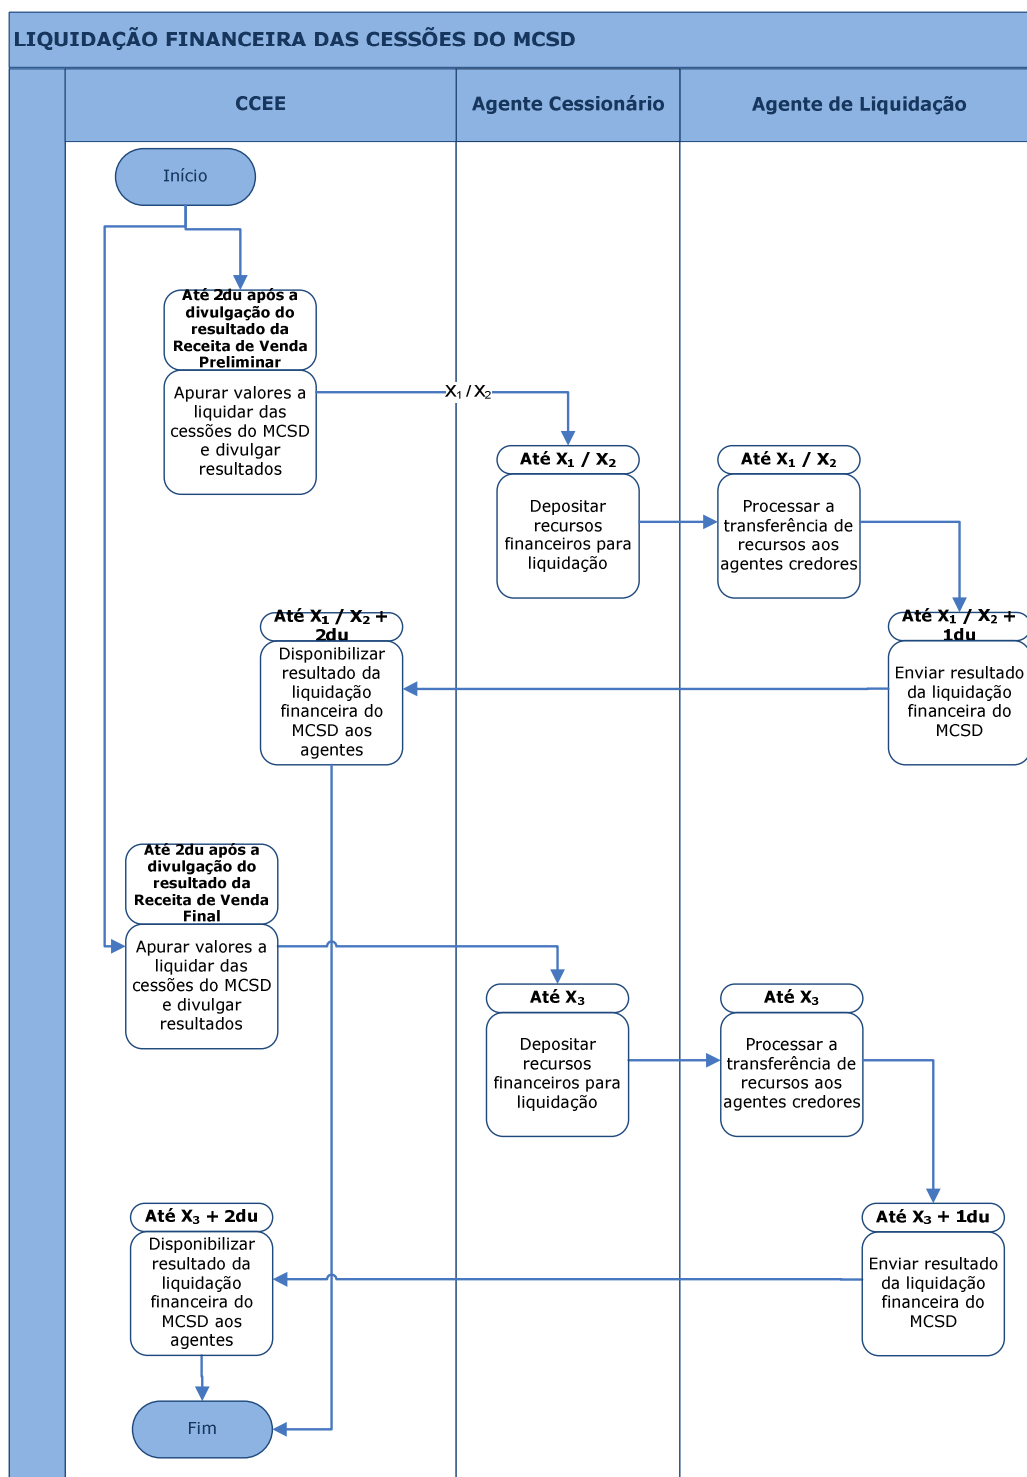 LIQUIDAÇÃO FINANCEIRA DAS CESSÕES DO MCSD
CCEE
Agente Cessionário
Agente de Liquidação
Início
Até 2du após a
divulgação do
resultado da
Receita de Venda
Preliminar
Apurar valores a
liquidar das
cessões do MCSD
e divulgar
resultados
X₁ / X₂
Até X₁ / X₂
Depositar
recursos
financeiros para
liquidação
Até X₁ / X₂
Processar a
transferência de
recursos aos
agentes credores
Até X₁ / X₂ +
1du
Enviar resultado
da liquidação
financeira do
MCSD
Até X₁ / X₂ +
2du
Disponibilizar
resultado da
liquidação
financeira do
MCSD aos
agentes
Até 2du após a
divulgação do
resultado da
Receita de Venda
Final
Apurar valores a
liquidar das
cessões do MCSD
e divulgar
resultados
Até X₃
Depositar
recursos
financeiros para
liquidação
Até X₃
Processar a
transferência de
recursos aos
agentes credores
Até X₃ + 1du
Enviar resultado
da liquidação
financeira do
MCSD
Até X₃ + 2du
Disponibilizar
resultado da
liquidação
financeira do
MCSD aos
agentes
Fim